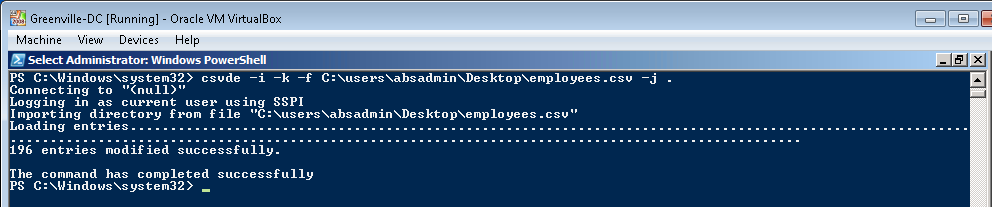 Greenville-DC [Running] - Oracle VM VirtualBox
Machine View Devices Help
Select Administrator: Windows PowerShell
PS C:\Windows\system32> csvde -i -k -f C:\users\absadmin\Desktop\employees.csv -j .
Connecting to "(null)"
Logging in as current user using SSPI
Importing directory from file "C:\users\absadmin\Desktop\employees.csv"
Loading entries.........................................................................................................
....................................................................................................
196 entries modified successfully.
The command has completed successfully
PS C:\Windows\system32> _